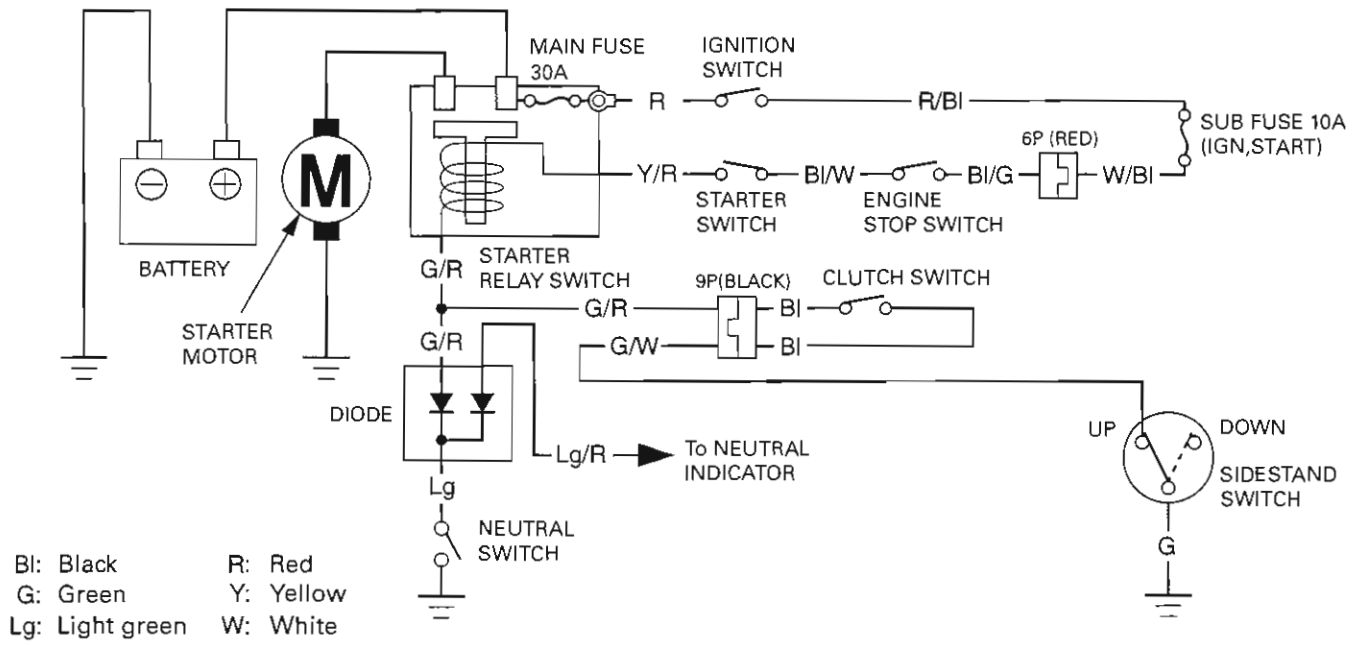 MAIN FUSE
30A
IGNITION
SWITCH
R
R/Bl
SUB FUSE 10A
(IGN,START)
6P (RED)
Y/R
Bl/W
Bl/G
W/Bl
STARTER
SWITCH
ENGINE
STOP SWITCH
M
BATTERY
STARTER
MOTOR
STARTER
RELAY SWITCH
G/R
9P(BLACK)
CLUTCH SWITCH
G/R
Bl
G/R
G/W
Bl
DIODE
UP
DOWN
Lg/R
To NEUTRAL
INDICATOR
SIDESTAND
SWITCH
Lg
NEUTRAL
SWITCH
G
Bl: Black
R: Red
G: Green
Y: Yellow
Lg: Light green
W: White